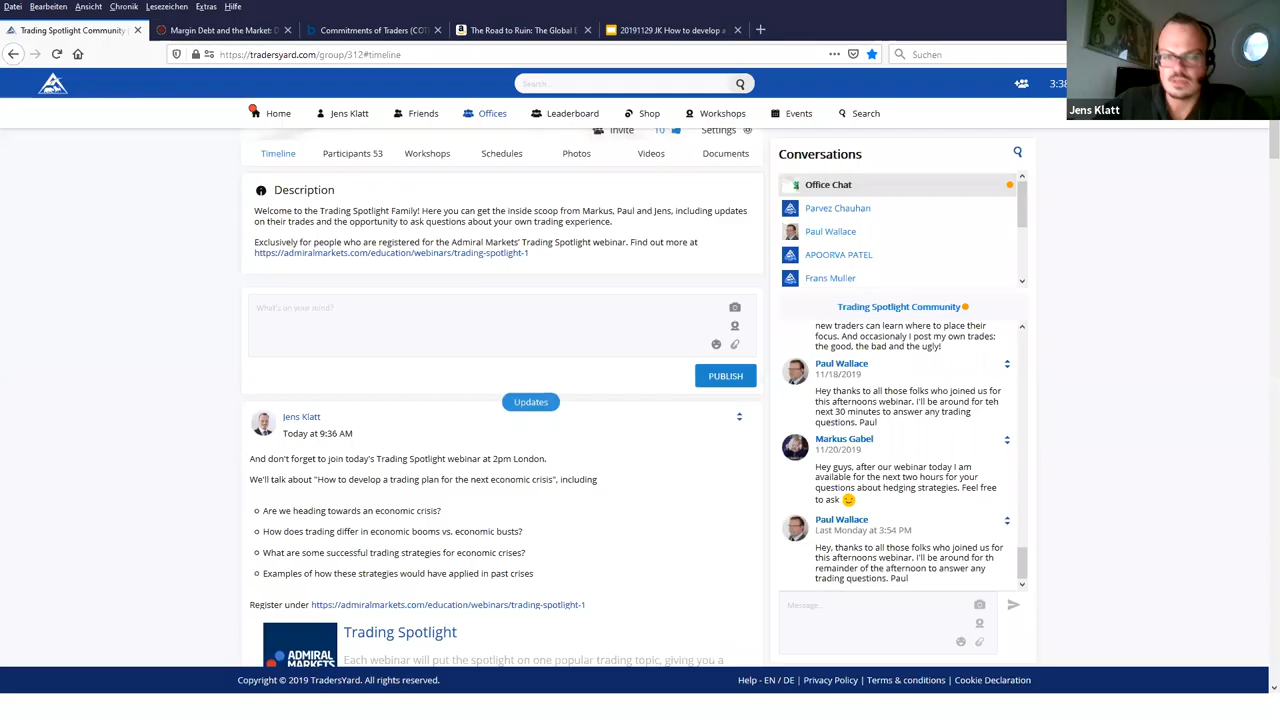 Datei Bearbeiten Ansicht Chronik Lesezeichen Extras Hilfe
Trading Spotlight Community |
Margin Debt and the Market: D
Commitments of Traders (COT)
The Road to Ruin: The Global E
20191129 JK How to develop a
https://tradersyard.com/group/312#timeline
Suchen
Jens Klatt
Search...
3:38
Home
Jens Klatt
Friends
Offices
Leaderboard
Shop
Workshops
Events
Search
Invite 10 Settings
Timeline
Participants 53
Workshops
Schedules
Photos
Videos
Documents
Description
Welcome to the Trading Spotlight Family! Here you can get the inside scoop from Markus, Paul and Jens, including updates
on their trades and the opportunity to ask questions about your own trading experience.
Exclusively for people who are registered for the Admiral Markets' Trading Spotlight webinar. Find out more at
https://admiralmarkets.com/education/webinars/trading-spotlight-1
What's on your mind?
PUBLISH
Updates
Jens Klatt
Today at 9:36 AM
And don't forget to join today's Trading Spotlight webinar at 2pm London.
We'll talk about "How to develop a trading plan for the next economic crisis", including
Are we heading towards an economic crisis?
How does trading differ in economic booms vs. economic busts?
What are some successful trading strategies for economic crises?
Examples of how these strategies would have applied in past crises
Register under https://admiralmarkets.com/education/webinars/trading-spotlight-1
ADMIRAL
MARKETS
Trading Spotlight
Each webinar will put the spotlight on one popular trading topic, giving you a
Conversations
Office Chat
Parvez Chauhan
Paul Wallace
APOORVA PATEL
Frans Muller
Trading Spotlight Community
new traders can learn where to place their
focus. And occasionaly I post my own trades:
the good, the bad and the ugly!
Paul Wallace
11/18/2019
Hey thanks to all those folks who joined us for
this afternoons webinar. I'll be around for teh
next 30 minutes to answer any trading
questions. Paul
Markus Gabel
11/20/2019
Hey guys, after our webinar today I am
available for the next two hours for your
questions about hedging strategies. Feel free
to ask
Paul Wallace
Last Monday at 3:54 PM
Hey, thanks to all those folks who joined us for
this afternoons webinar. I'll be around for th
remainder of the afternoon to answer any
trading questions. Paul
Message...
Copyright © 2019 TradersYard. All rights reserved.
Help - EN / DE | Privacy Policy | Terms & conditions | Cookie Declaration